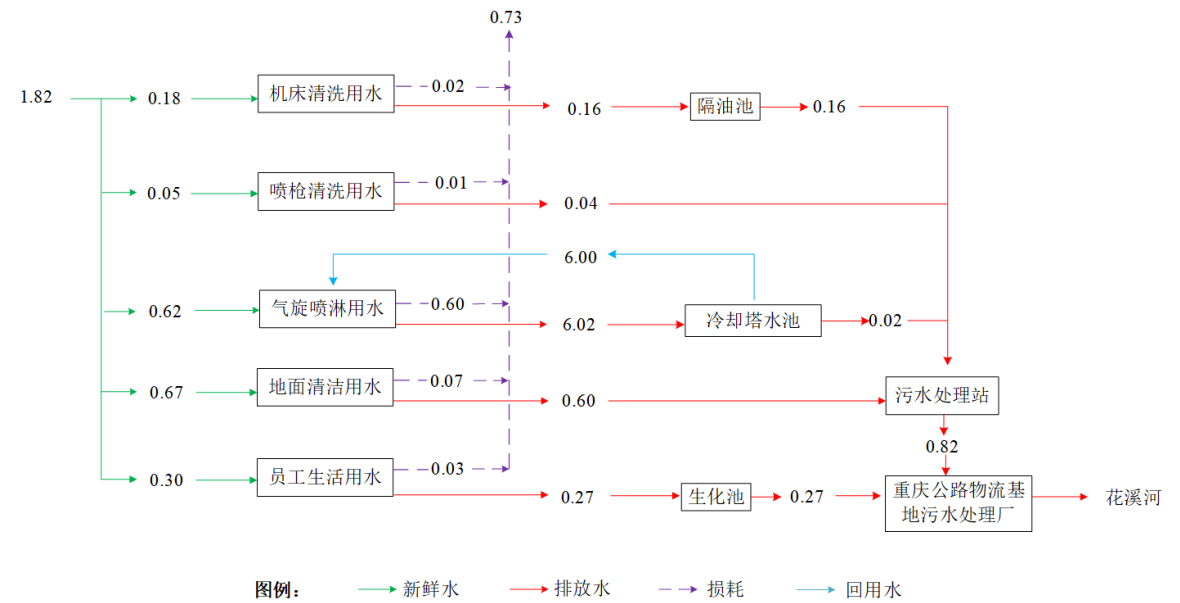 0.73
1.82
0.18
机床清洗用水
0.02
0.16
隔油池
0.16
0.05
喷枪清洗用水
0.01
0.04
6.00
0.62
气旋喷淋用水
0.60
6.02
冷却塔水池
0.02
0.67
地面清洁用水
0.07
0.60
污水处理站
0.82
0.30
员工生活用水
0.03
0.27
生化池
0.27
重庆公路物流基
地污水处理厂
花溪河
图例：
新鲜水
排放水
损耗
回用水